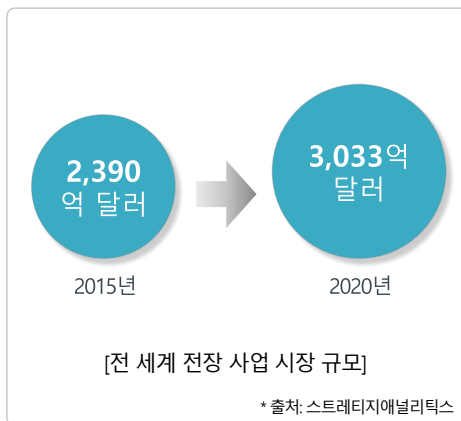 2,390
억 달러
3,033억
달러
2015년
2020년
[전 세계 전장 사업 시장 규모]
* 출처: 스트레티지애널리틱스